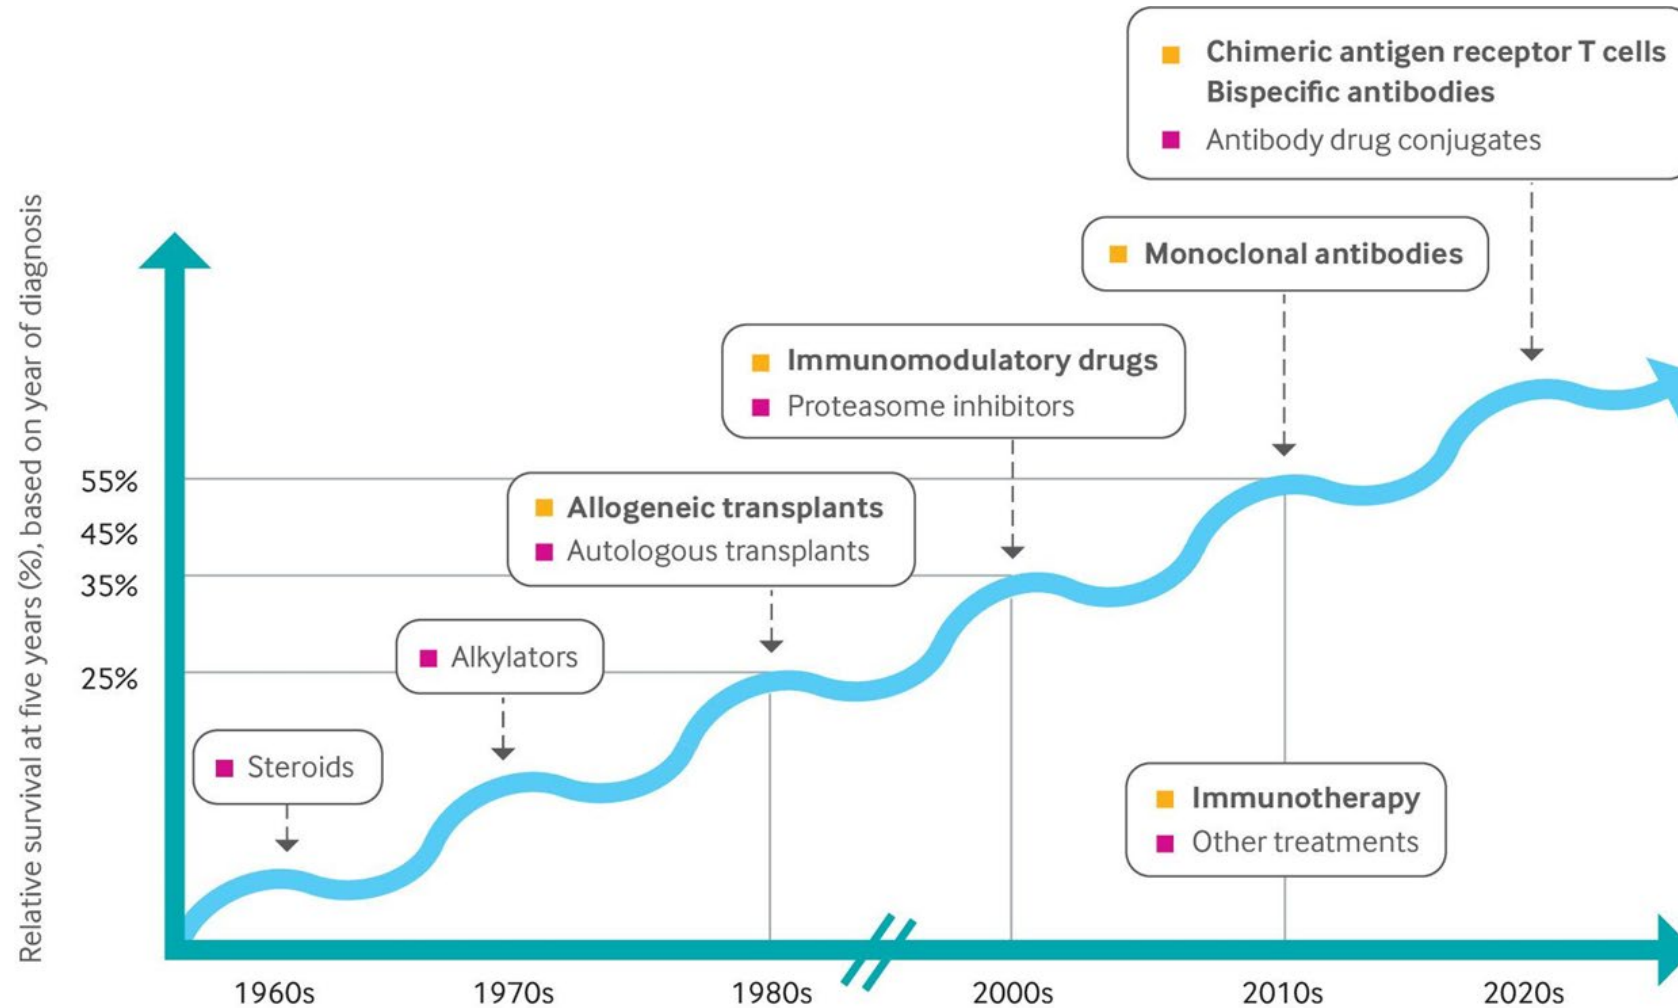 Chimeric antigen receptor T cells
Bispecific antibodies
Antibody drug conjugates
Monoclonal antibodies
Immunomodulatory drugs
Proteasome inhibitors
Allogeneic transplants
Autologous transplants
Alkylators
Steroids
Immunotherapy
Other treatments
Relative survival at five years (%), based on year of diagnosis
55%
45%
35%
25%
1960s
1970s
1980s
2000s
2010s
2020s